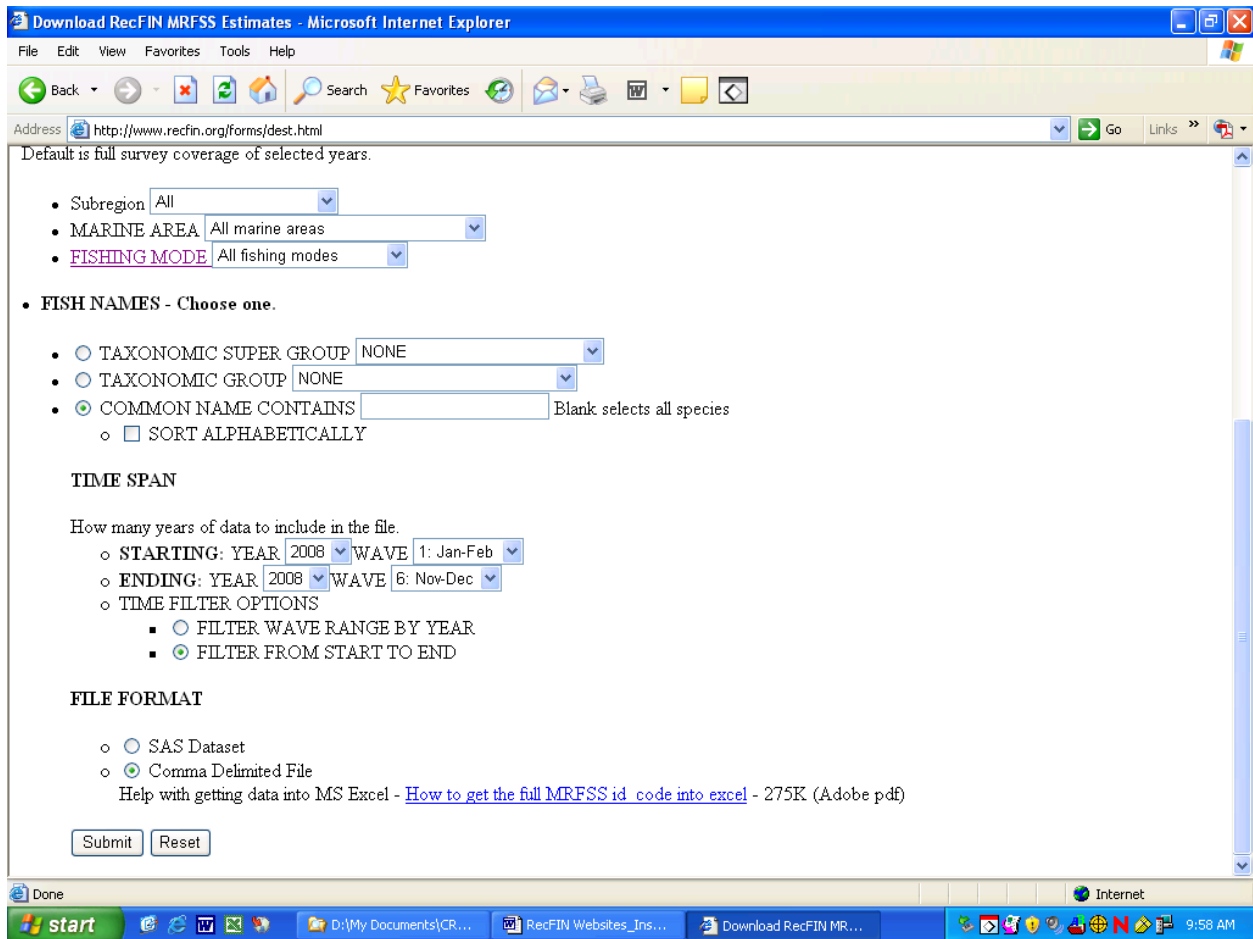 Download RecFIN MRFSS Estimates - Microsoft Internet Explorer
File Edit View Favorites Tools Help
Back Search Favorites
Address http://www.recfin.org/forms/dest.html Go Links »
Default is full survey coverage of selected years.
• Subregion All
• MARINE AREA All marine areas
• FISHING MODE All fishing modes
• FISH NAMES - Choose one.
• TAXONOMIC SUPER GROUP NONE
• TAXONOMIC GROUP NONE
• COMMON NAME CONTAINS Blank selects all species
o SORT ALPHABETICALLY
TIME SPAN
How many years of data to include in the file.
o STARTING: YEAR 2008 WAVE 1: Jan-Feb
o ENDING: YEAR 2008 WAVE 6: Nov-Dec
o TIME FILTER OPTIONS
▪ FILTER WAVE RANGE BY YEAR
▪ FILTER FROM START TO END
FILE FORMAT
o SAS Dataset
o Comma Delimited File
Help with getting data into MS Excel - How to get the full MRFSS id_code into excel - 275K (Adobe pdf)
Submit Reset
Done Internet
start D:\My Documents\CR... RecFIN Websites_Ins... Download RecFIN MR... 9:58 AM